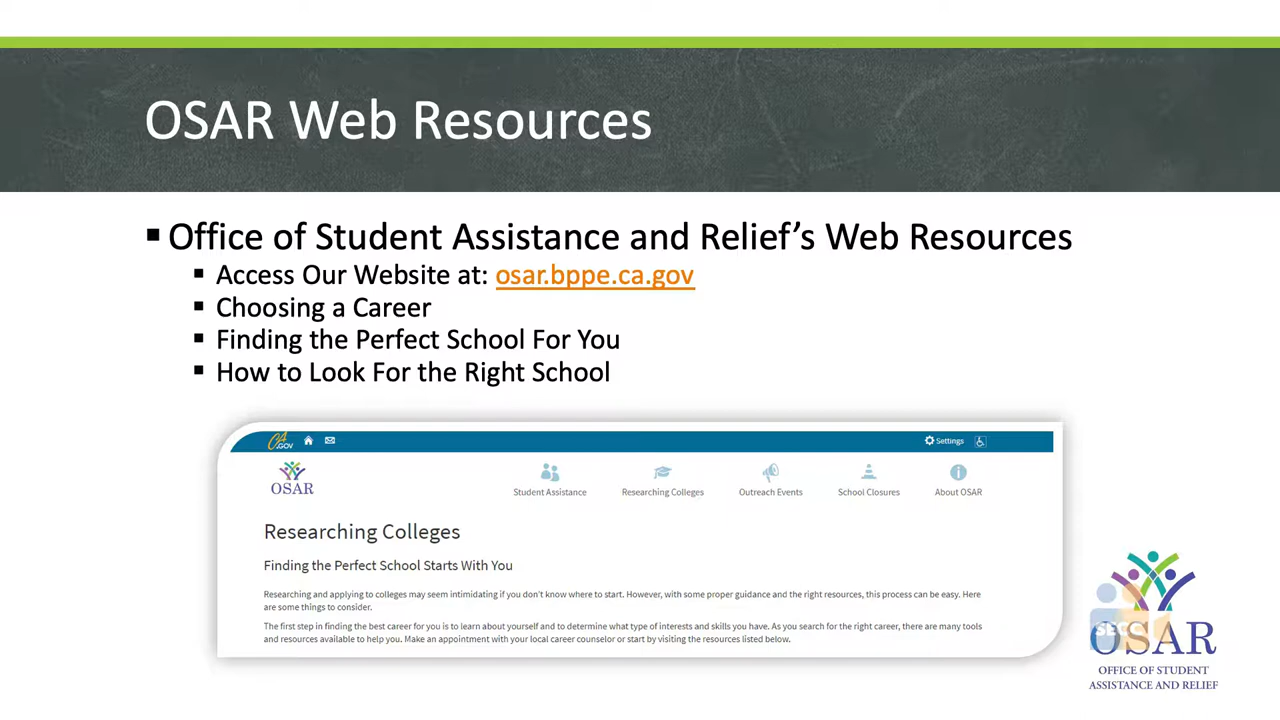 OSAR Web Resources
Office of Student Assistance and Relief’s Web Resources
Access Our Website at: osar.bppe.ca.gov
Choosing a Career
Finding the Perfect School For You
How to Look For the Right School
CA.GOV
Settings
OSAR
Student Assistance
Researching Colleges
Outreach Events
School Closures
About OSAR
Researching Colleges
Finding the Perfect School Starts With You
Researching and applying to colleges may seem intimidating if you don't know where to start. However, with some proper guidance and the right resources, this process can be easy. Here
are some things to consider.
The first step in finding the best career for you is to learn about yourself and to determine what type of interests and skills you have. As you search for the right career, there are many tools
and resources available to help you. Make an appointment with your local career counselor or start by visiting the resources listed below.
SECC
OSAR
OFFICE OF STUDENT
ASSISTANCE AND RELIEF